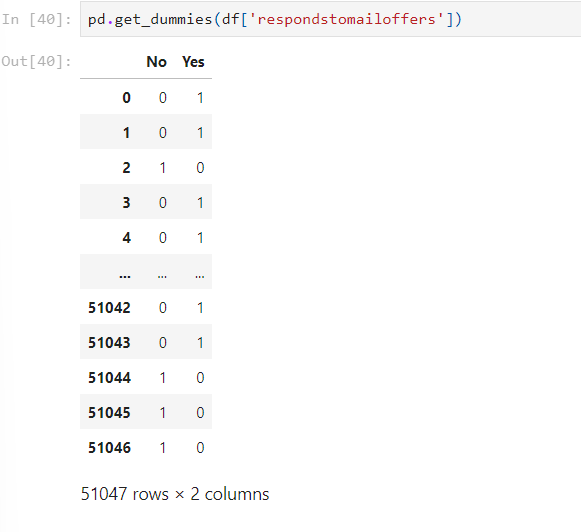 In [40]: pd.get_dummies(df['respondstomailoffers'])
Out[40]:
No Yes
0 0 1
1 0 1
2 1 0
3 0 1
4 0 1
... ... ...
51042 0 1
51043 0 1
51044 1 0
51045 1 0
51046 1 0
51047 rows × 2 columns